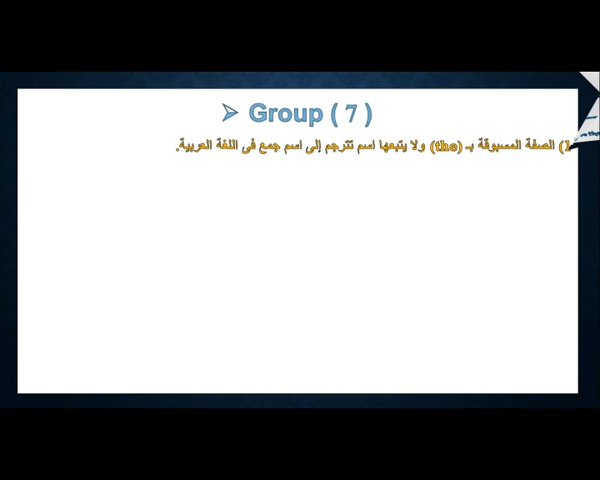 ➢ Group ( 7 )
1) الصفة المسبوقة بـ (the) ولا يتبعها اسم تترجم إلى اسم جمع فى اللغة العربية.